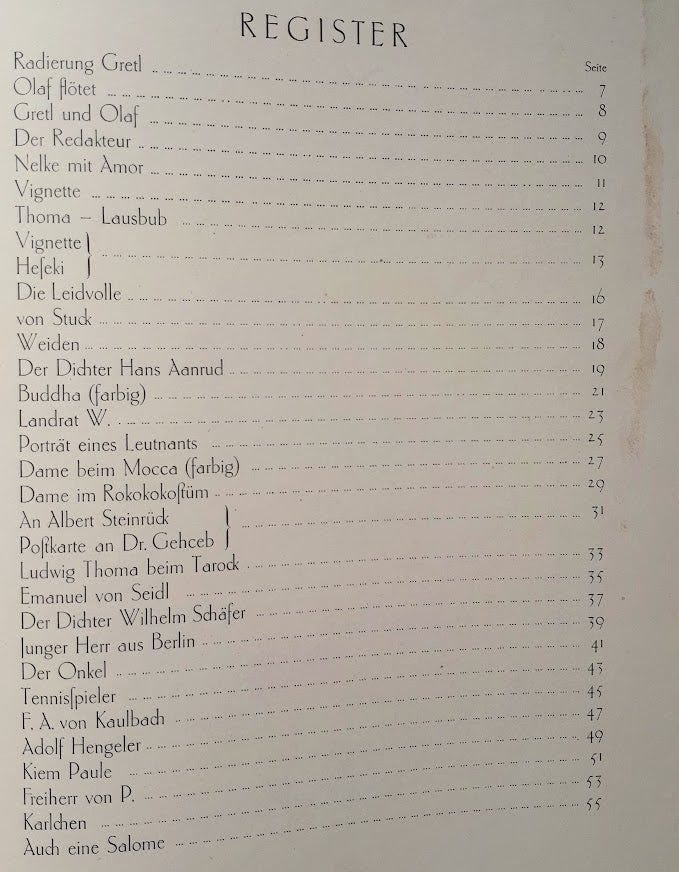 REGISTER
Seite
Radierung Gretl 7
Olaf flötet 8
Gretl und Olaf 9
Der Redakteur 10
Nelke mit Amor 11
Vignette 12
Thoma – Lausbub 12
Vignette
Heſeki 13
Die Leidvolle 16
von Stuck 17
Weiden 18
Der Dichter Hans Aanrud 19
Buddha (farbig) 21
Landrat W. 23
Porträt eines Leutnants 25
Dame beim Mocca (farbig) 27
Dame im Rokokokoſtüm 29
An Albert Steinrück 31
Poſtkarte an Dr. Gehceb
Ludwig Thoma beim Tarock 33
Emanuel von Seidl 35
Der Dichter Wilhelm Schäfer 37
Junger Herr aus Berlin 39
Der Onkel 41
Tennisſpieler 43
F. A. von Kaulbach 45
Adolf Hengeler 47
Kiem Paule 49
Freiherr von P. 51
Karlchen 53
Auch eine Salome 55